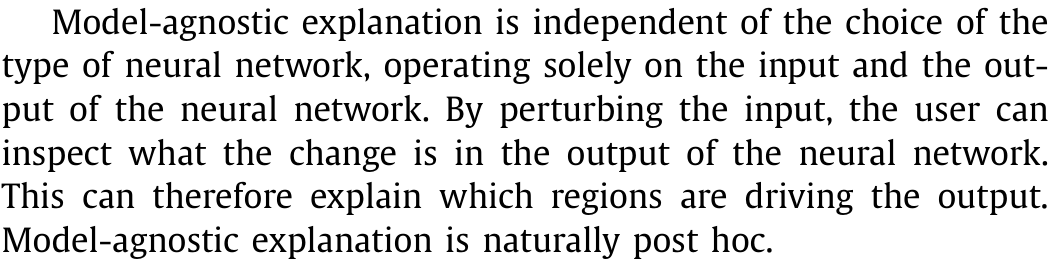 Model-agnostic explanation is independent of the choice of the
type of neural network, operating solely on the input and the out-
put of the neural network. By perturbing the input, the user can
inspect what the change is in the output of the neural network.
This can therefore explain which regions are driving the output.
Model-agnostic explanation is naturally post hoc.